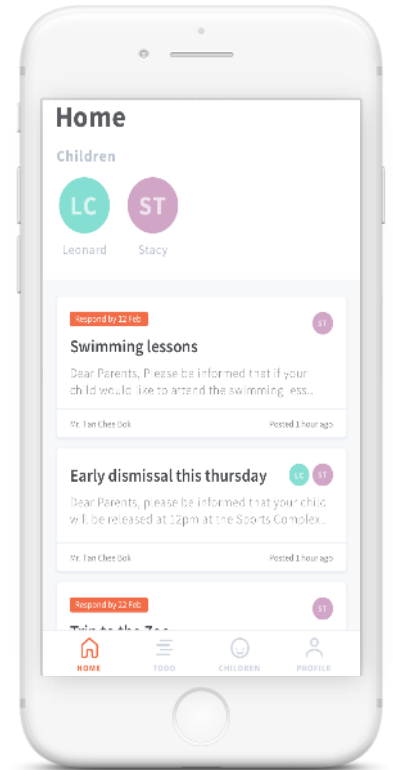 Home
Children
LC ST
Leonard Stacy
Respond by 12 Feb ST
Swimming lessons
Dear Parents, Please be informed that if your
child would like to attend the swimming less..
Mr. Tan Chee Bok Posted 1 hour ago
Early dismissal this thursday LC ST
Dear Parents, please be informed that your child
will be released at 12pm at the Sports Complex..
Mr. Tan Chee Bok Posted 1 hour ago
Respond by 22 Feb ST
Trip to the Zoo
HOME TODO CHILDREN PROFILE